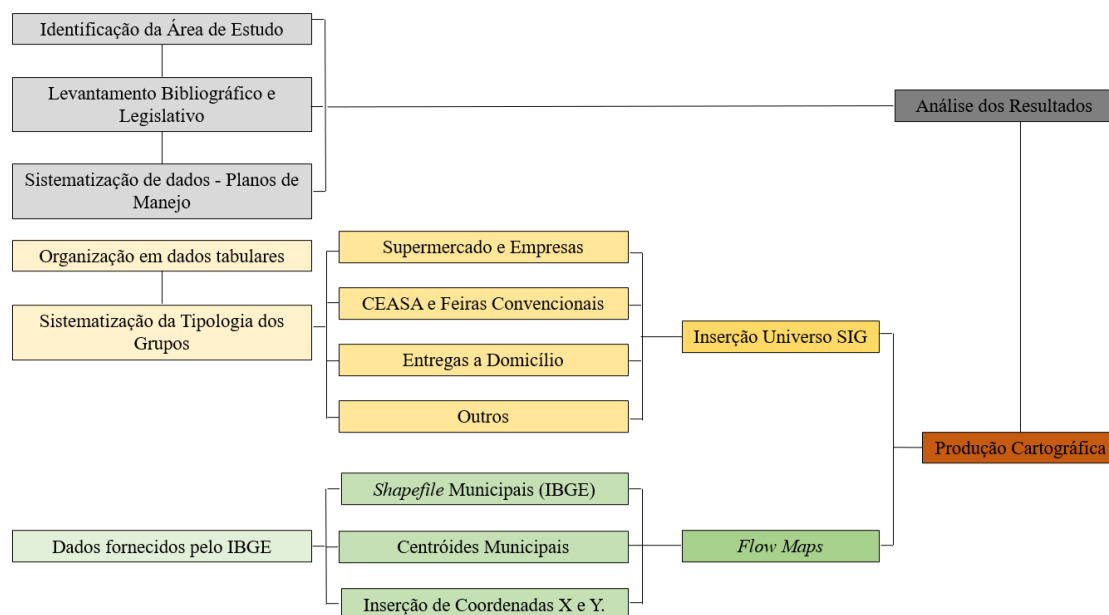 Identificação da Área de Estudo
Levantamento Bibliográfico e
Legislativo
Análise dos Resultados
Sistematização de dados - Planos de
Manejo
Organização em dados tabulares
Sistematização da Tipologia dos
Grupos
Supermercado e Empresas
CEASA e Feiras Convencionais
Entregas a Domicílio
Outros
Inserção Universo SIG
Produção Cartográfica
Dados fornecidos pelo IBGE
Shapefile Municipais (IBGE)
Centróides Municipais
Inserção de Coordenadas X e Y.
Flow Maps